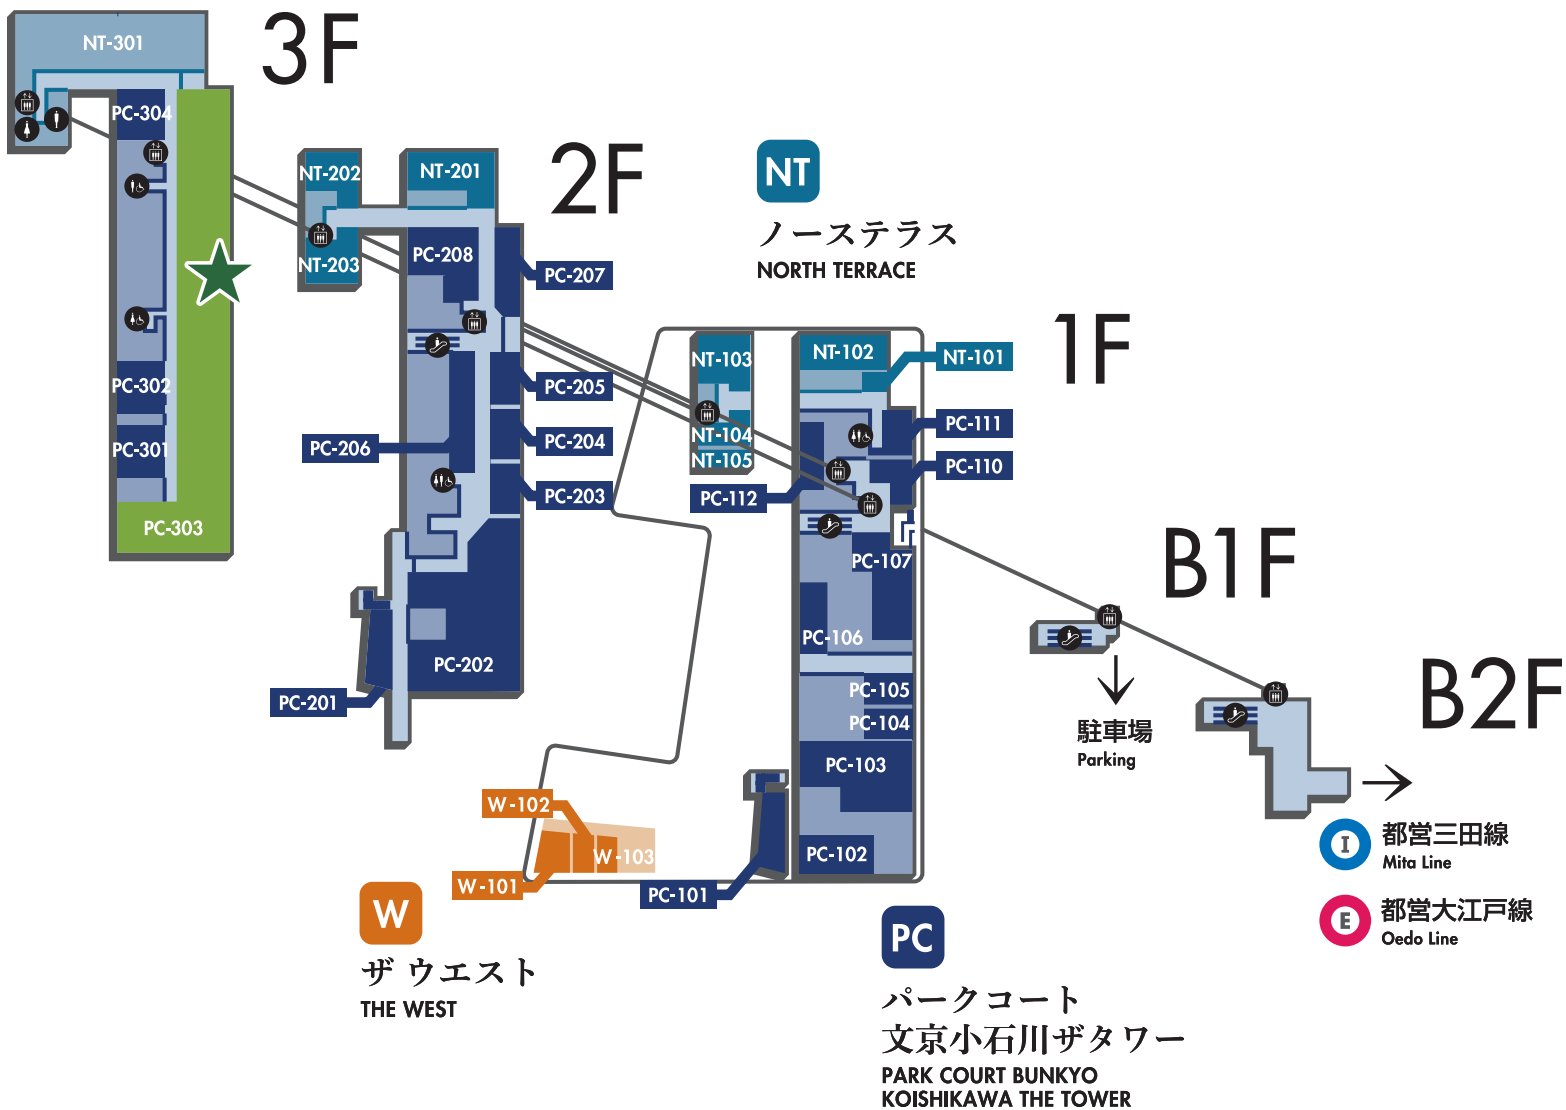 3F
NT-301
PC-304
PC-302
PC-301
PC-303
2F
NT-202
NT-201
NT-203
PC-208
PC-207
PC-205
PC-206
PC-204
PC-203
PC-202
PC-201
NT
ノーステラス
NORTH TERRACE
1F
NT-103
NT-102
NT-101
NT-104
NT-105
PC-111
PC-110
PC-112
PC-107
PC-106
PC-105
PC-104
PC-103
PC-102
PC-101
W-102
W-103
W-101
W
ザ ウエスト
THE WEST
PC
パークコート
文京小石川ザタワー
PARK COURT BUNKYO
KOISHIKAWA THE TOWER
B1F
駐車場
Parking
B2F
I
都営三田線
Mita Line
E
都営大江戸線
Oedo Line